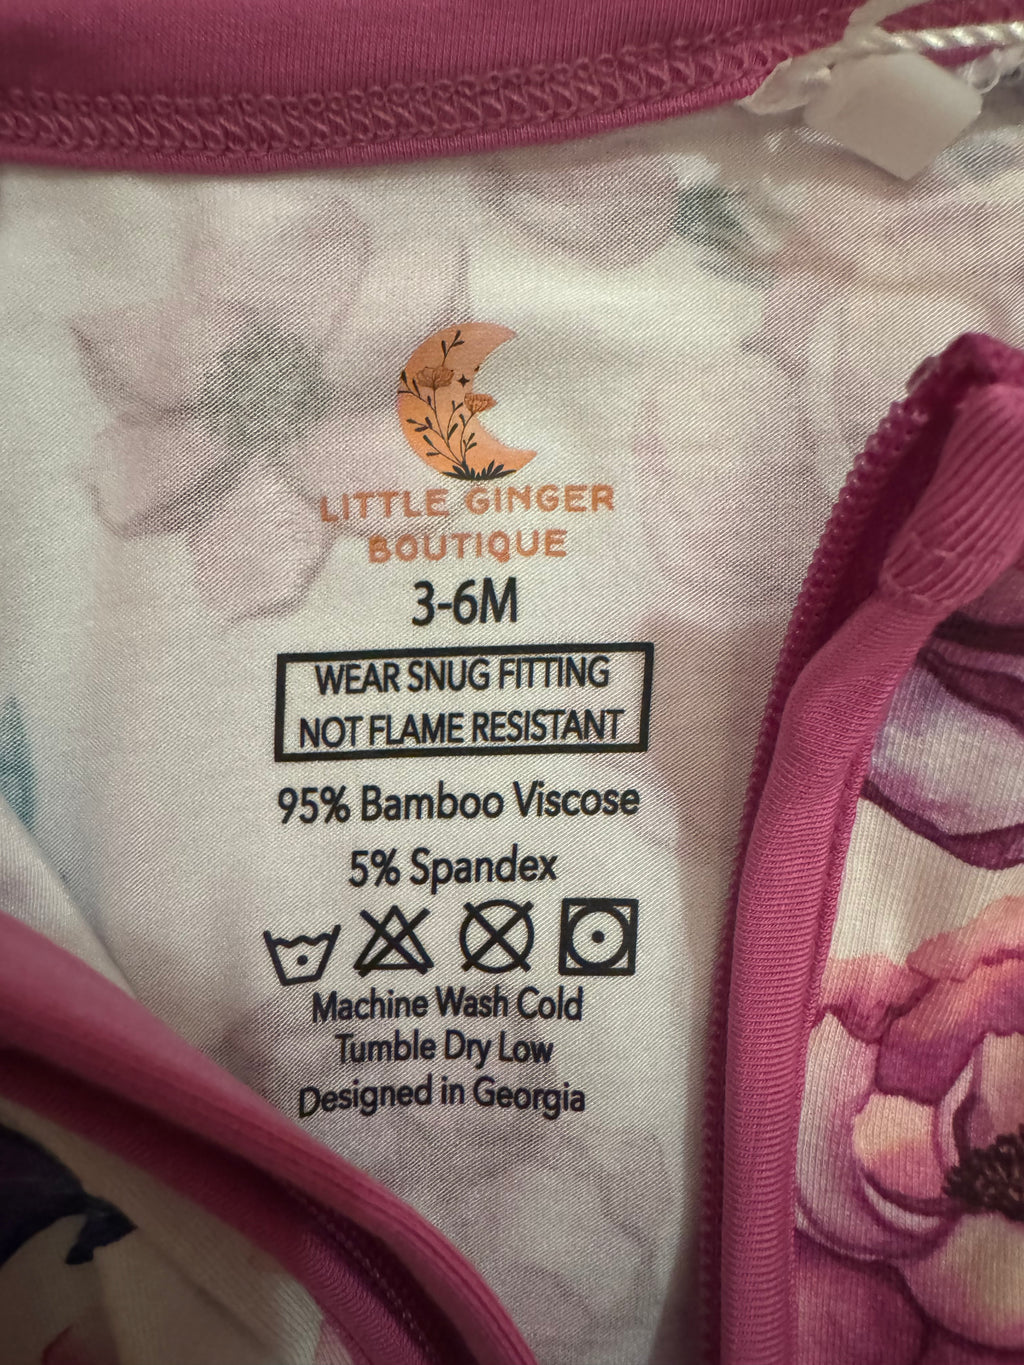 LITTLE GINGER
BOUTIQUE
3-6M
WEAR SNUG FITTING
NOT FLAME RESISTANT
95% Bamboo Viscose
5% Spandex
Machine Wash Cold
Tumble Dry Low
Designed in Georgia